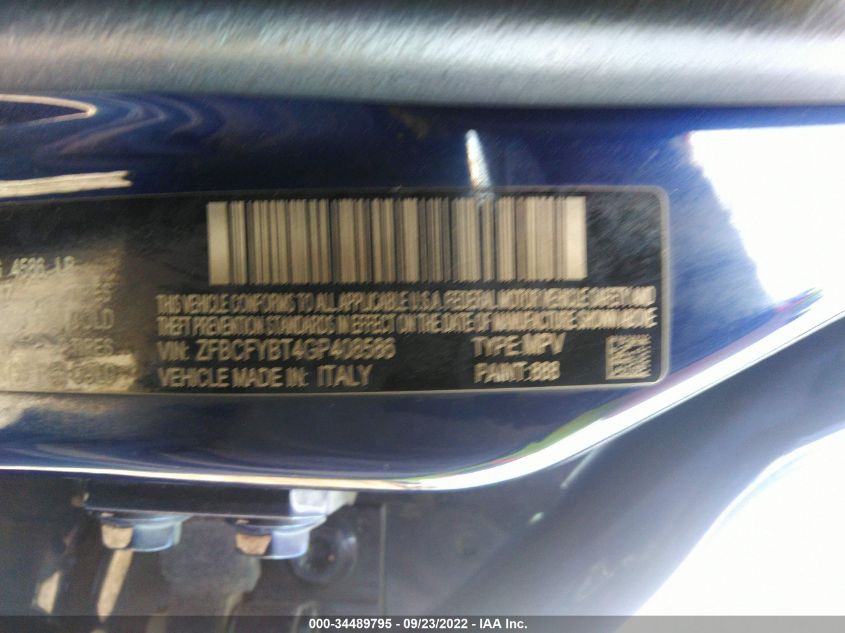 4586 LB
THIS VEHICLE CONFORMS TO ALL APPLICABLE U.S.A. FEDERAL MOTOR VEHICLE SAFETY AND
THEFT PREVENTION STANDARDS IN EFFECT ON THE DATE OF MANUFACTURE SHOWN ABOVE
VIN: ZFBCFYBT4GP408586 TYPE: MPV
VEHICLE MADE IN: ITALY PAINT: 888
000-34489795 - 09/23/2022 - IAA Inc.